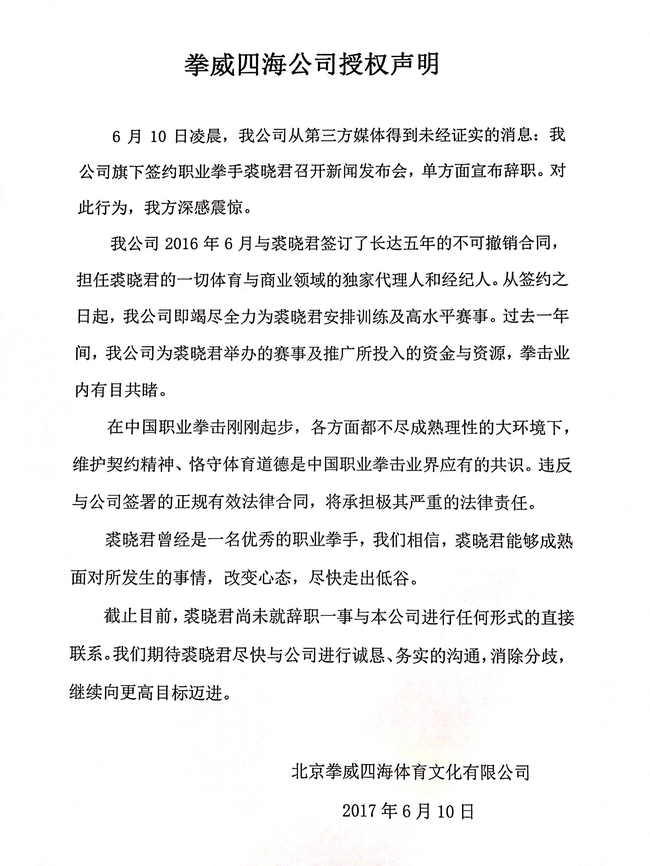 拳威四海公司授权声明
6 月 10 日凌晨，我公司从第三方媒体得到未经证实的消息：我
公司旗下签约职业拳手裘晓君召开新闻发布会，单方面宣布辞职。对
此行为，我方深感震惊。
我公司 2016 年 6 月与裘晓君签订了长达五年的不可撤销合同，
担任裘晓君的一切体育与商业领域的独家代理人和经纪人。从签约之
日起，我公司即竭尽全力为裘晓君安排训练及高水平赛事。过去一年
间，我公司为裘晓君举办的赛事及推广所投入的资金与资源，拳击业
内有目共睹。
在中国职业拳击刚刚起步，各方面都不尽成熟理性的大环境下，
维护契约精神、恪守体育道德是中国职业拳击业界应有的共识。违反
与公司签署的正规有效法律合同，将承担极其严重的法律责任。
裘晓君曾经是一名优秀的职业拳手，我们相信，裘晓君能够成熟
面对所发生的事情，改变心态，尽快走出低谷。
截止目前，裘晓君尚未就辞职一事与本公司进行任何形式的直接
联系。我们期待裘晓君尽快与公司进行诚恳、务实的沟通，消除分歧，
继续向更高目标迈进。
北京拳威四海体育文化有限公司
2017 年 6 月 10 日